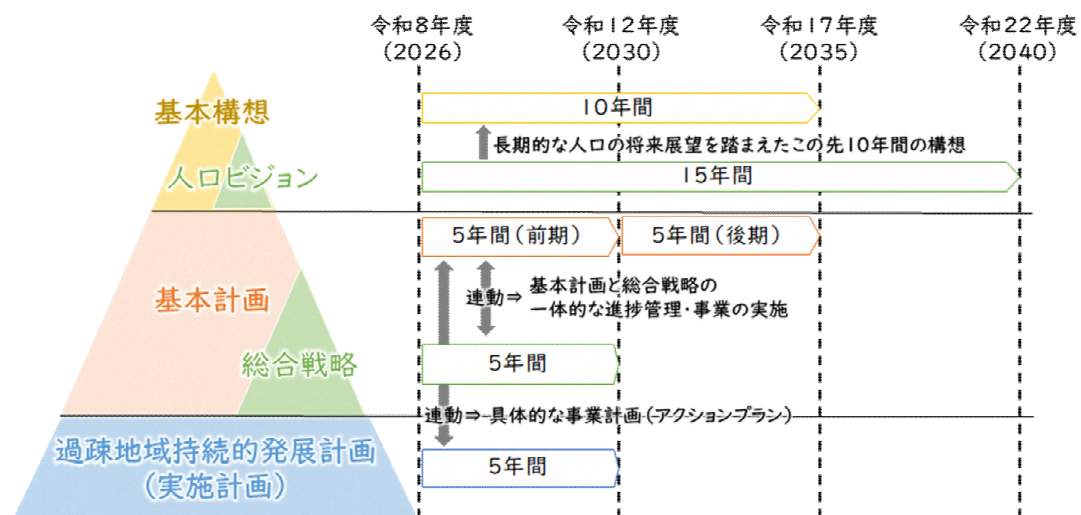 令和8年度
(2026)
令和12年度
(2030)
令和17年度
(2035)
令和22年度
(2040)
基本構想
10年間
長期的な人口の将来展望を踏まえたこの先10年間の構想
人口ビジョン
15年間
5年間(前期)
5年間(後期)
基本計画
連動⇒
基本計画と総合戦略の
一体的な進捗管理・事業の実施
総合戦略
5年間
連動⇒ 具体的な事業計画(アクションプラン)
過疎地域持続的発展計画
(実施計画)
5年間